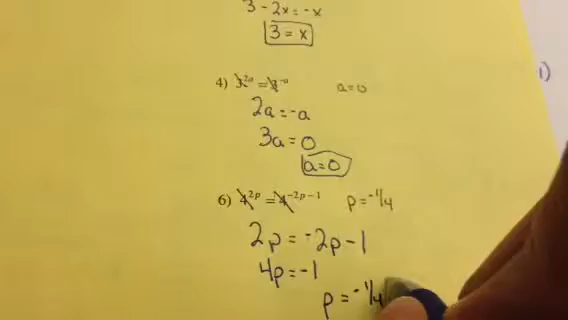 3 - 2x = -x
3 = x
4) 3^2a = 3^-a a=0
2a = -a
3a = 0
a=0
6) 4^2p = 4^-2p-1 p = -1/4
2p = -2p - 1
4p = -1
p = -1/4
1)